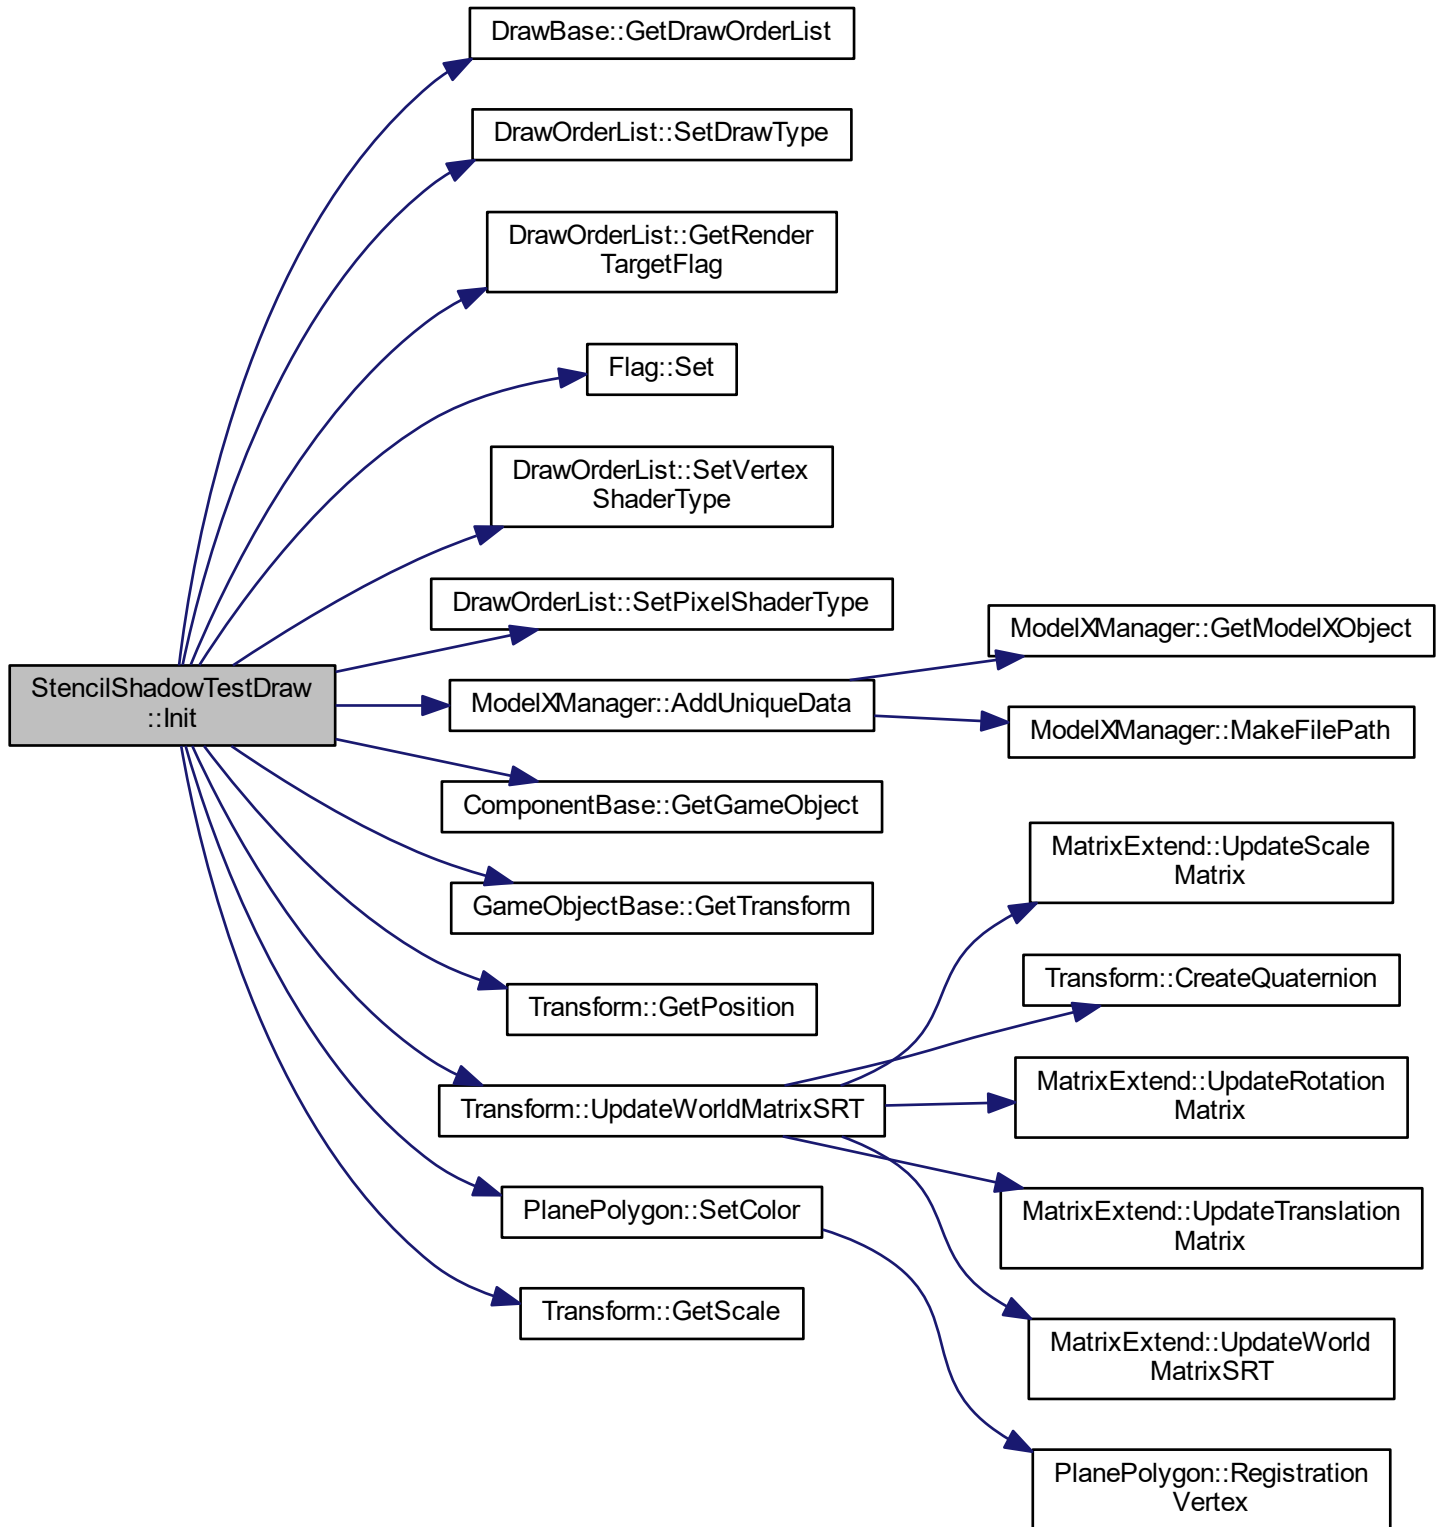 DrawBase::GetDrawOrderList
DrawOrderList::SetDrawType
DrawOrderList::GetRender
TargetFlag
Flag::Set
DrawOrderList::SetVertex
ShaderType
DrawOrderList::SetPixelShaderType
ModelXManager::GetModelXObject
StencilShadowTestDraw
::Init
ModelXManager::AddUniqueData
ModelXManager::MakeFilePath
ComponentBase::GetGameObject
MatrixExtend::UpdateScale
Matrix
GameObjectBase::GetTransform
Transform::CreateQuaternion
Transform::GetPosition
MatrixExtend::UpdateRotation
Matrix
Transform::UpdateWorldMatrixSRT
MatrixExtend::UpdateTranslation
Matrix
PlanePolygon::SetColor
Transform::GetScale
MatrixExtend::UpdateWorld
MatrixSRT
PlanePolygon::Registration
Vertex